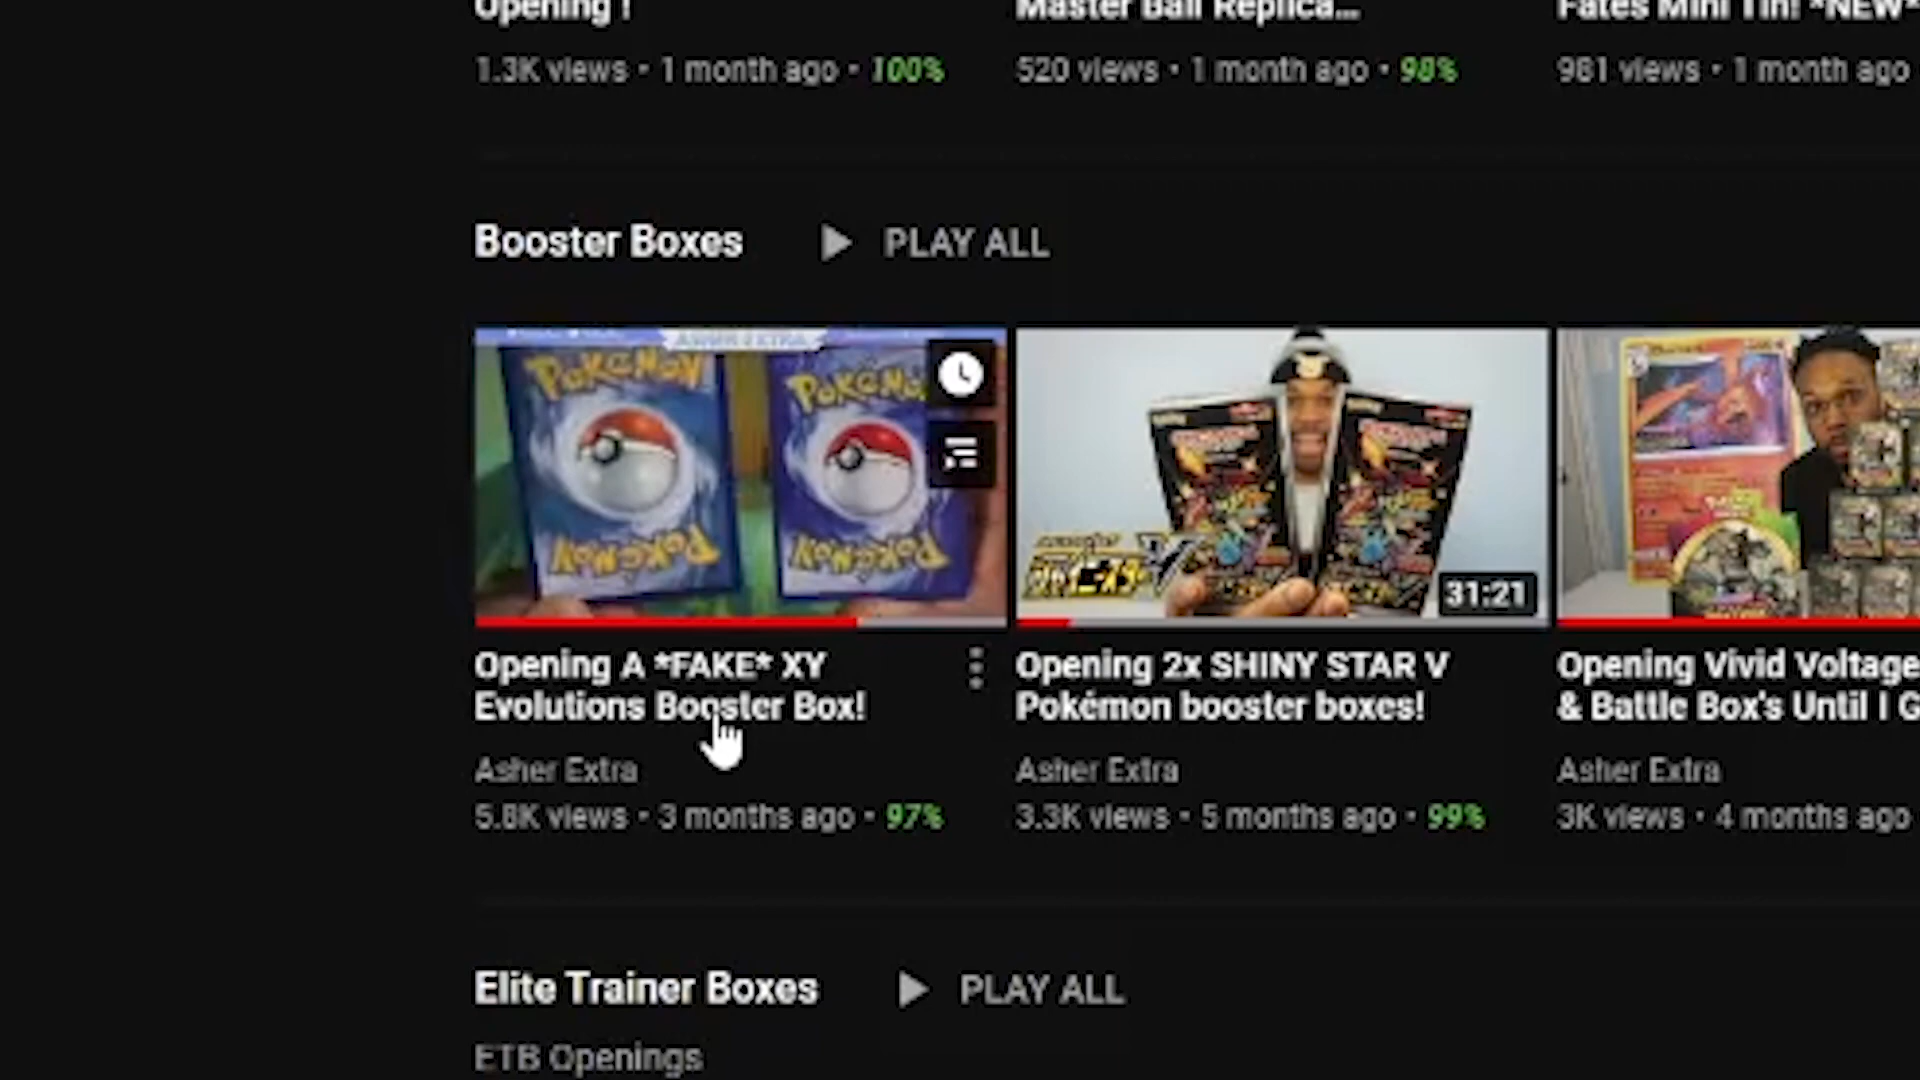 Opening !
Master Ball Replica...
Fates Mini Tin! *NEW*
1.3K views • 1 month ago • 100%
520 views • 1 month ago • 98%
981 views • 1 month ago
Booster Boxes
PLAY ALL
ASHER EXTRA
POKéMON
POKéMON
POKéMON
POKéMON
31:21
Opening A *FAKE* XY
Evolutions Booster Box!
Opening 2x SHINY STAR V
Pokémon booster boxes!
Opening Vivid Voltage
& Battle Box's Until I G
Asher Extra
Asher Extra
Asher Extra
5.8K views • 3 months ago • 97%
3.3K views • 5 months ago • 99%
3K views • 4 months ago
Elite Trainer Boxes
PLAY ALL
ETB Openings